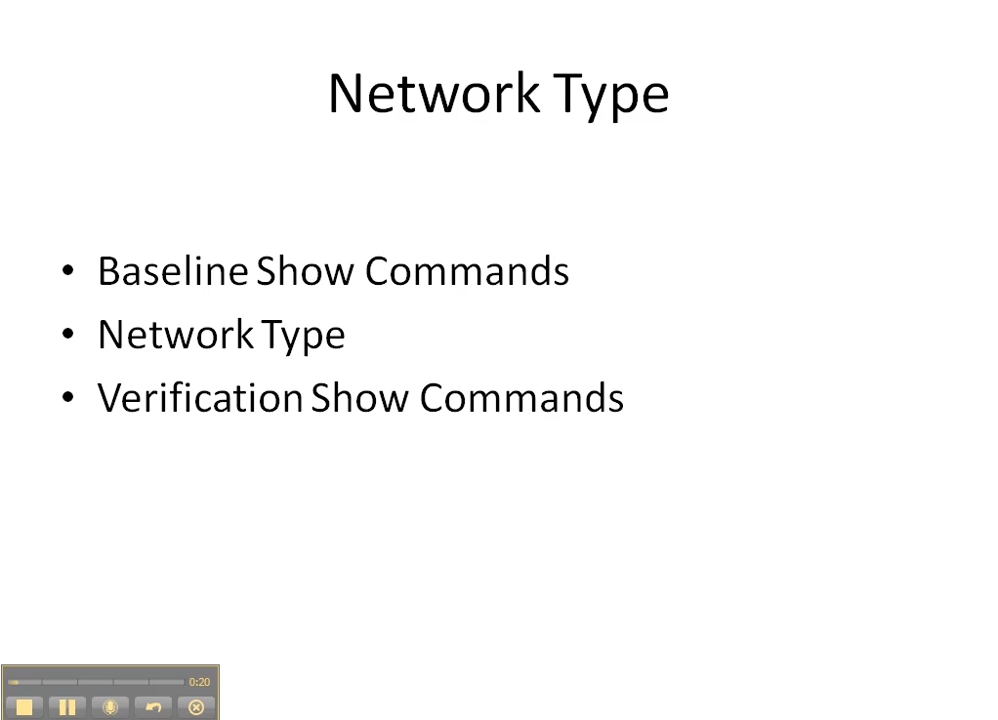 Network Type
• Baseline Show Commands
• Network Type
• Verification Show Commands
0:20